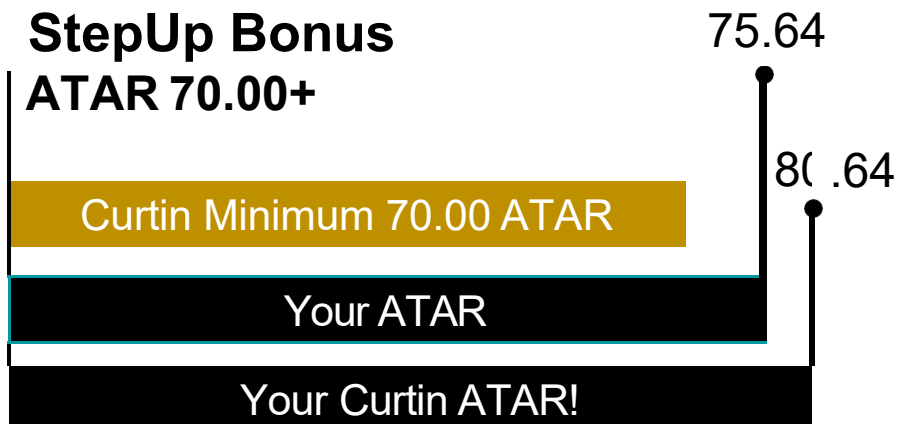 StepUp Bonus
75.64
ATAR 70.00+
80.64
Curtin Minimum 70.00 ATAR
Your ATAR
Your Curtin ATAR!